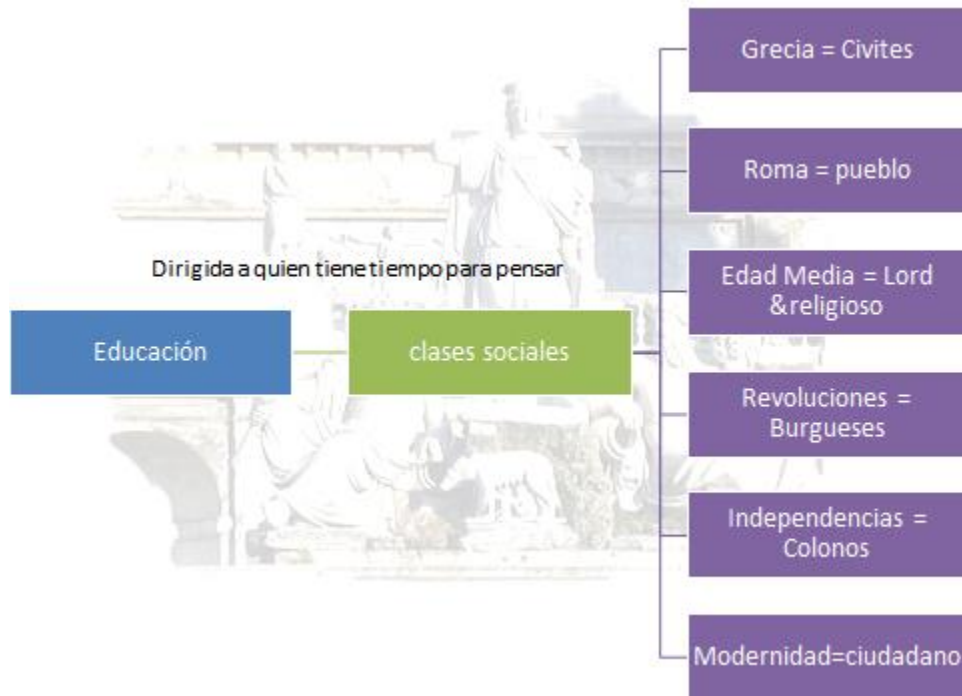 Grecia = Civites
Roma = pueblo
Dirigida a quien tiene tiempo para pensar
Edad Media = Lord
&religioso
Educación
clases sociales
Revoluciones =
Burgueses
Independencias =
Colonos
Modernidad=ciudadano